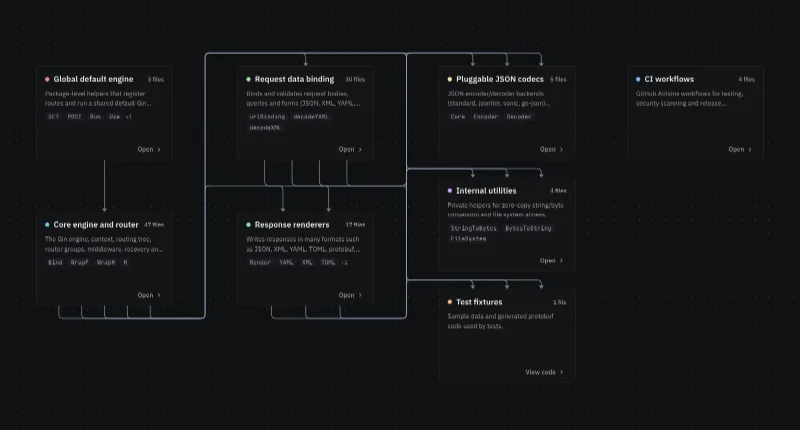 Global default engine 3 files
Package-level helpers that register
routes and run a shared default Gin...
GET POST Run Use +1
Open >
Request data binding 30 files
Binds and validates request bodies,
queries and forms (JSON, XML, YAML,...
uriBinding decodeYAML
decodeXML
Open >
Pluggable JSON codecs 5 files
JSON encoder/decoder backends
(standard, jsoniter, sonic, go-json)...
Core Encoder Decoder
Open >
CI workflows 4 files
GitHub Actions workflows for testing,
security scanning and release...
Open >
Internal utilities 4 files
Private helpers for zero-copy string/byte
conversion and file system access.
StringToBytes BytesToString
FileSystem
Open >
Core engine and router 47 files
The Gin engine, context, routing tree,
router groups, middleware, recovery an...
Bind WrapF WrapH H
Open >
Response renderers 17 files
Writes responses in many formats such
as JSON, XML, YAML, TOML, protobuf,...
Render YAML XML TOML +1
Open >
Test fixtures 1 file
Sample data and generated protobuf
code used by tests.
View code >